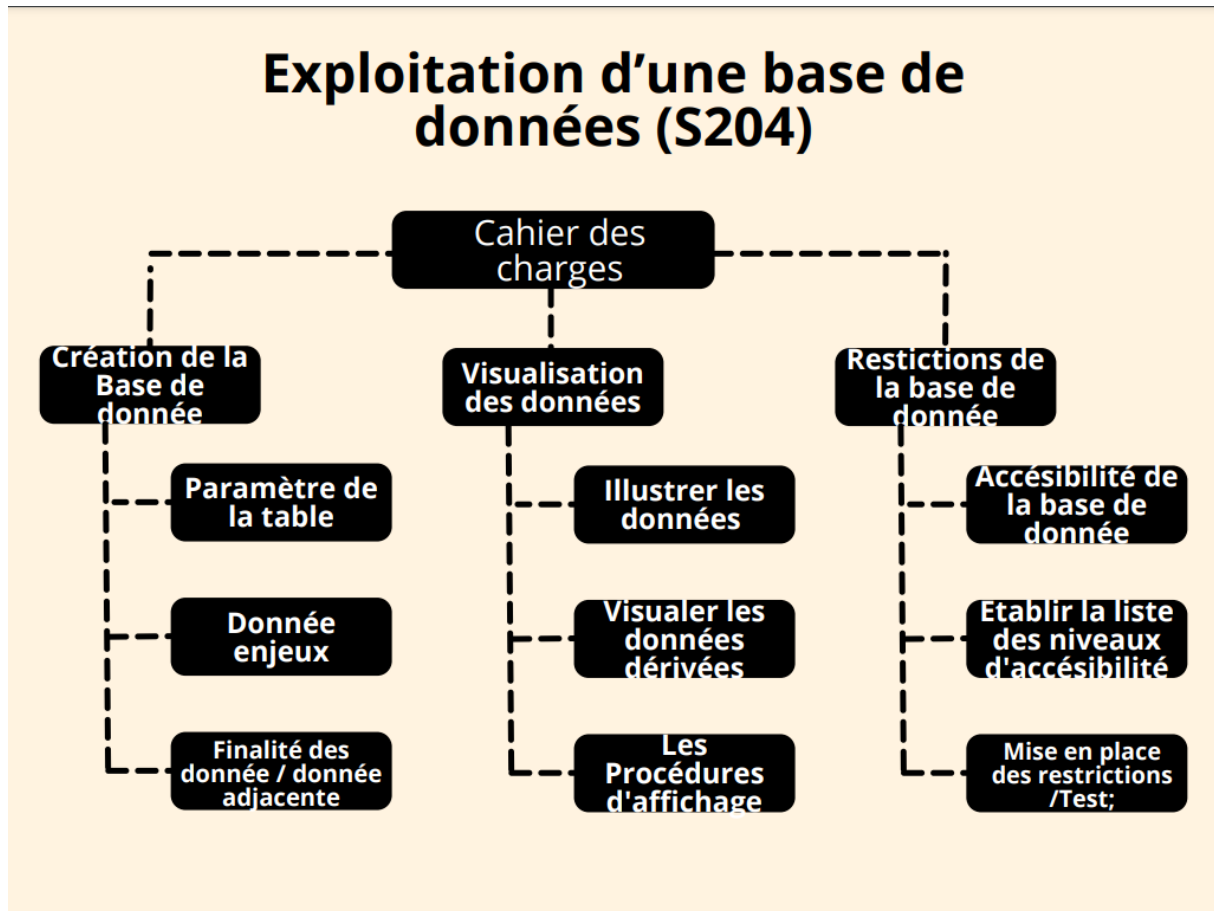 Exploitation d’une base de
données (S204)
Cahier des
charges
Création de la
Base de
donnée
Visualisation
des données
Restictions de
la base de
donnée
Paramètre de
la table
Illustrer les
données
Accésibilité de
la base de
donnée
Donnée
enjeux
Visualer les
données
dérivées
Etablir la liste
des niveaux
d'accésibilité
Finalité des
donnée / donnée
adjacente
Les
Procédures
d'affichage
Mise en place
des restrictions
/Test;